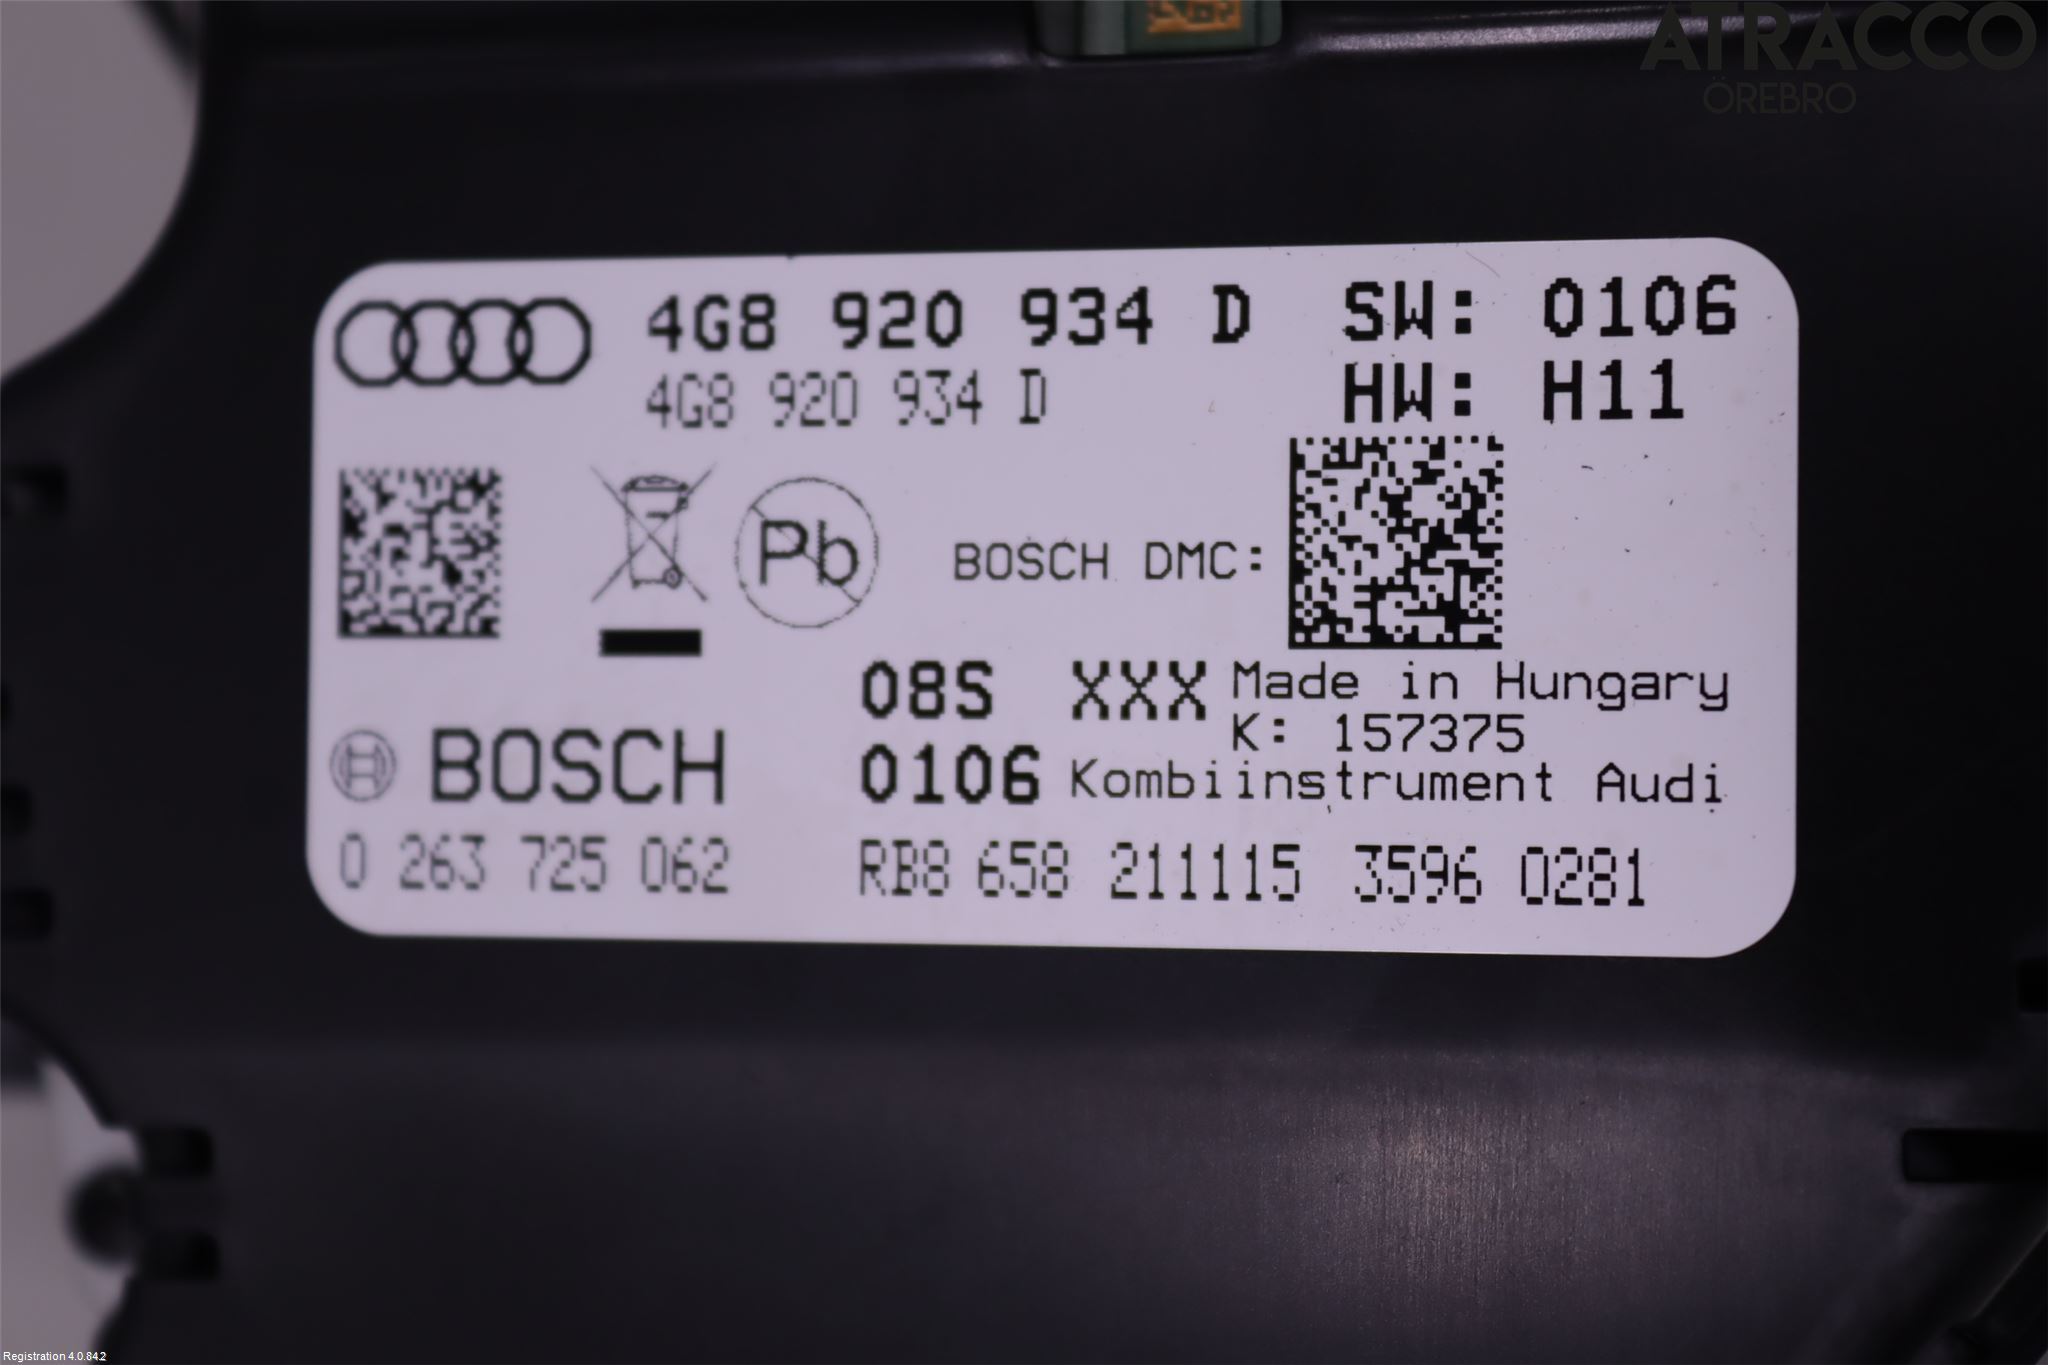 ATRACCO
ÖREBRO
4G8 920 934 D SW: 0106
4G8 920 934 D HW: H11
Pb
BOSCH DMC:
08S XXX Made in Hungary
K: 157375
BOSCH 0106 Kombiinstrument Audi
0 263 725 062 RB8 658 211115 3596 0281
Registration 4.0.84.2